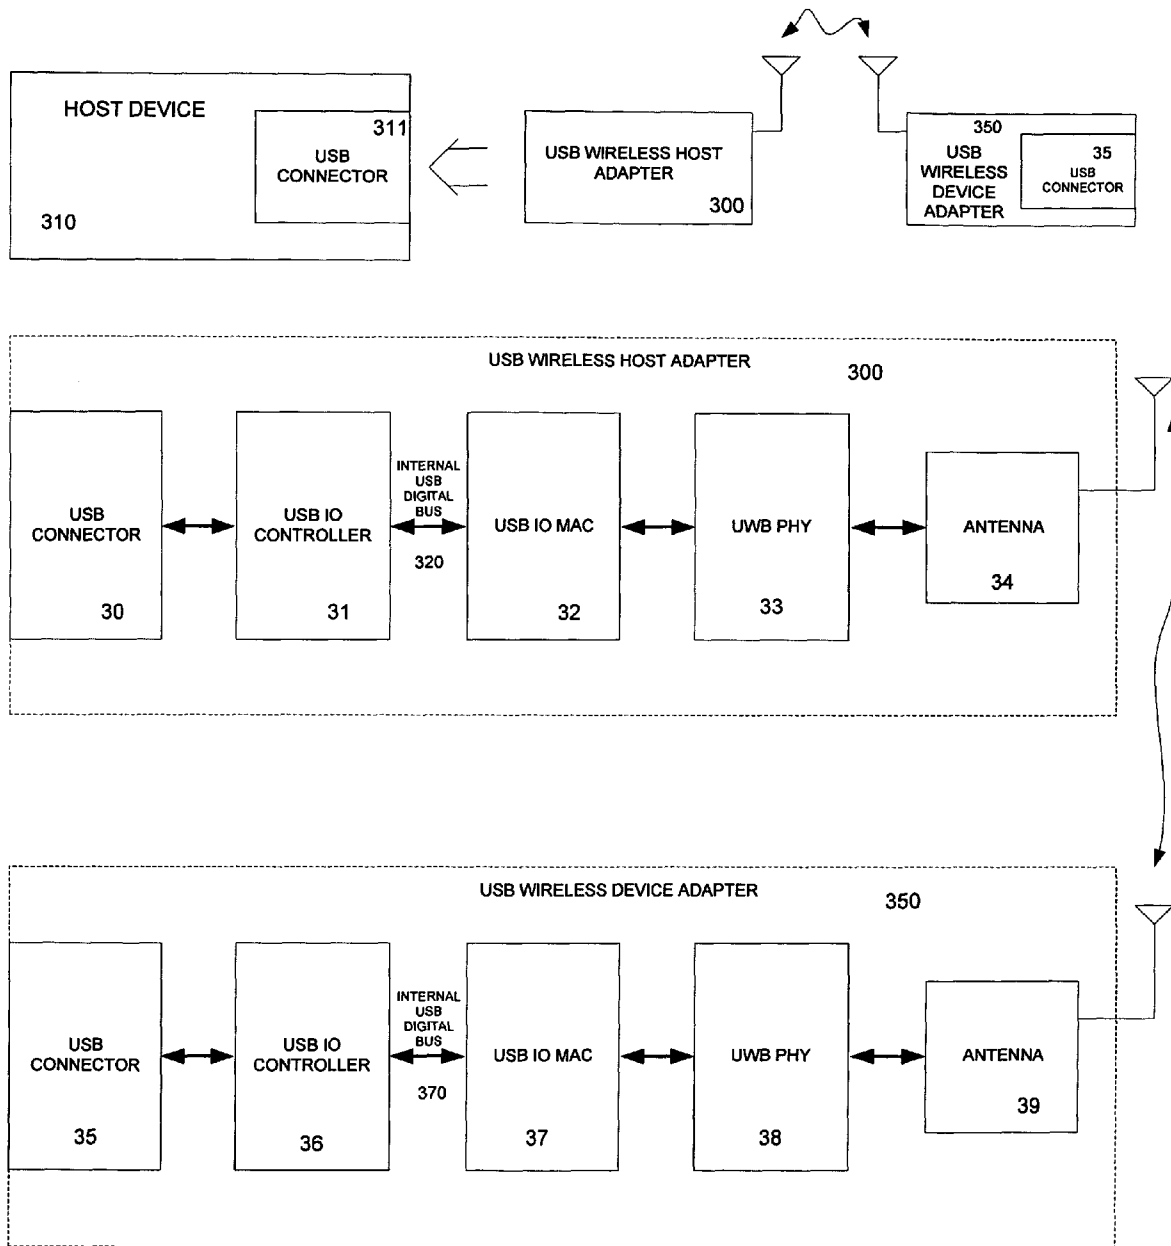 HOST DEVICE
311
USB
CONNECTOR
310
USB WIRELESS HOST
ADAPTER
300
350
USB
WIRELESS
DEVICE
ADAPTER
35
USB
CONNECTOR
USB WIRELESS HOST ADAPTER
300
USB
CONNECTOR
30
USB IO
CONTROLLER
31
INTERNAL
USB
DIGITAL
BUS
320
USB IO MAC
32
UWB PHY
33
ANTENNA
34
USB WIRELESS DEVICE ADAPTER
350
USB
CONNECTOR
35
USB IO
CONTROLLER
36
INTERNAL
USB
DIGITAL
BUS
370
USB IO MAC
37
UWB PHY
38
ANTENNA
39